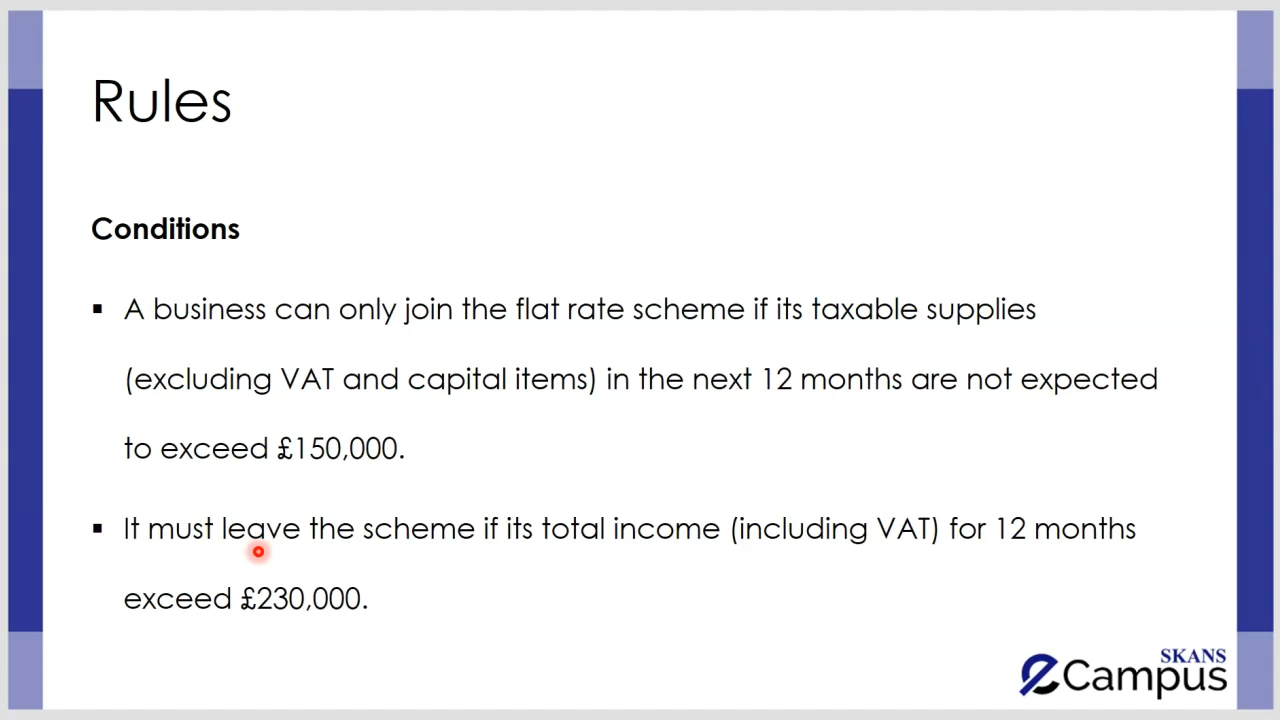 Rules
Conditions
▪ A business can only join the flat rate scheme if its taxable supplies
(excluding VAT and capital items) in the next 12 months are not expected
to exceed £150,000.
▪ It must leave the scheme if its total income (including VAT) for 12 months
exceed £230,000.
SKANS
eCampus